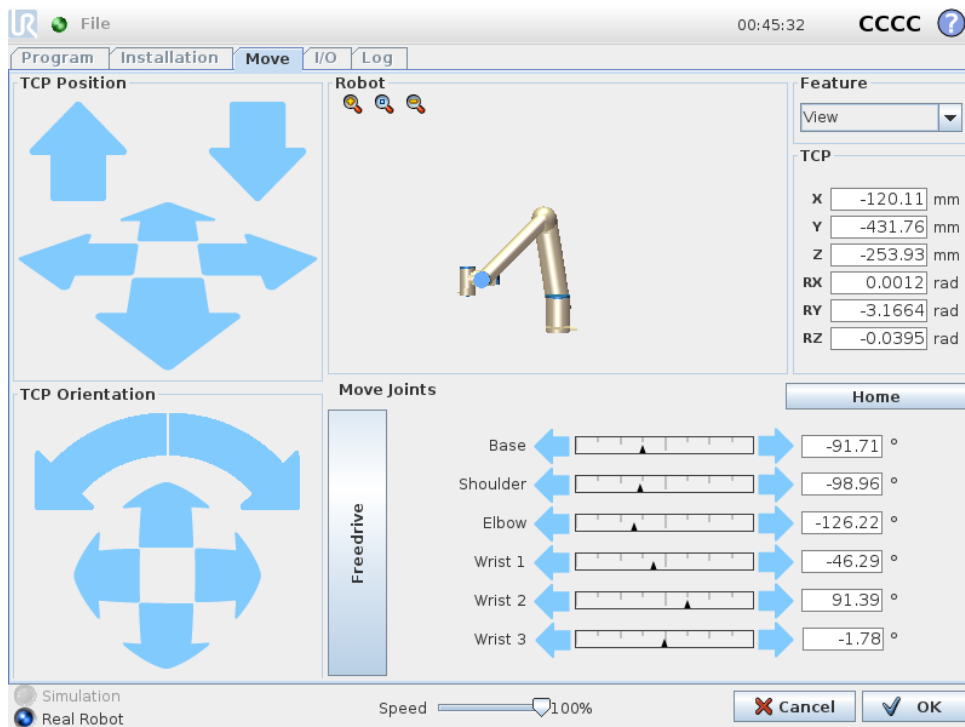 UR File 00:45:32 CCCC ?
Program Installation Move I/O Log
TCP Position
Robot
Feature
View
TCP
X -120.11 mm
Y -431.76 mm
Z -253.93 mm
RX 0.0012 rad
RY -3.1664 rad
RZ -0.0395 rad
TCP Orientation
Move Joints
Home
Freedrive
Base -91.71 °
Shoulder -98.96 °
Elbow -126.22 °
Wrist 1 -46.29 °
Wrist 2 91.39 °
Wrist 3 -1.78 °
Simulation
Real Robot
Speed 100%
Cancel OK